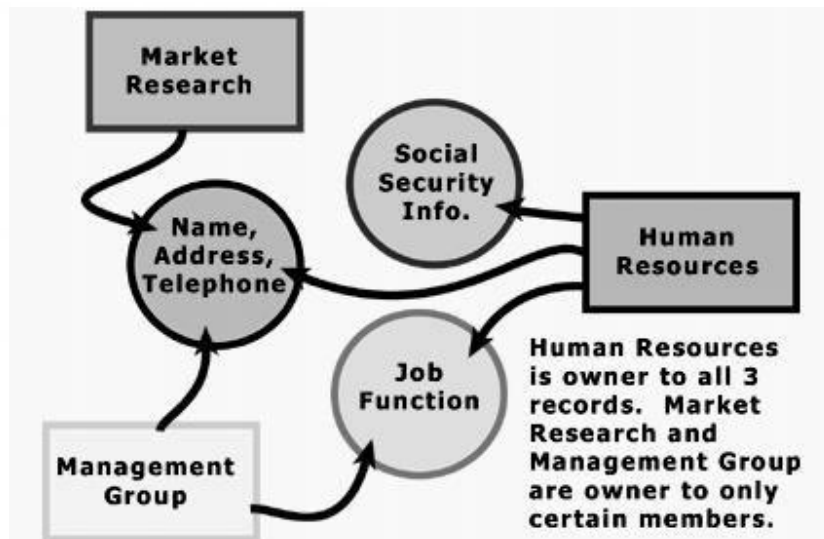 Market
Research
Social
Security
Info.
Name,
Address,
Telephone
Human
Resources
Job
Function
Management
Group
Human Resources
is owner to all 3
records. Market
Research and
Management Group
are owner to only
certain members.